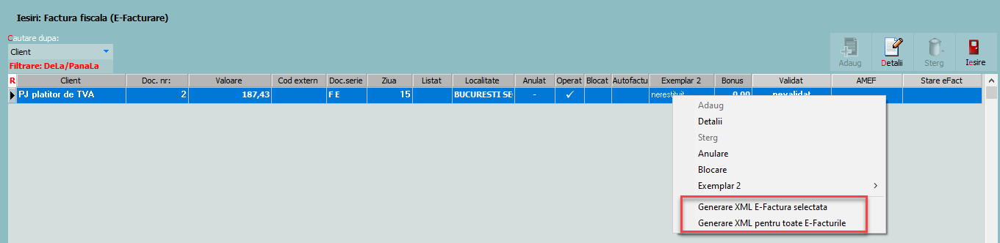 Iesiri: Factura fiscala (E-Facturare)
Cautare dupa:
Client
Filtrare: DeLa/PanaLa
Adaug Detalii Sterg Iesire
R Client Doc. nr: Valoare Cod extern Doc.serie Ziua Listat Localitate Anulat Operat Blocat Autofactu Exemplar 2 Bonus Validat AMEF Stare eFact
PJ platitor de TVA 2 187,43 F E 15 BUCURESTI SE - ✓ nerestituit 0.00 nevalidat
Adaug
Detalii
Sterg
Anulare
Blocare
Exemplar 2 >
Generare XML E-Factura selectata
Generare XML pentru toate E-Facturile